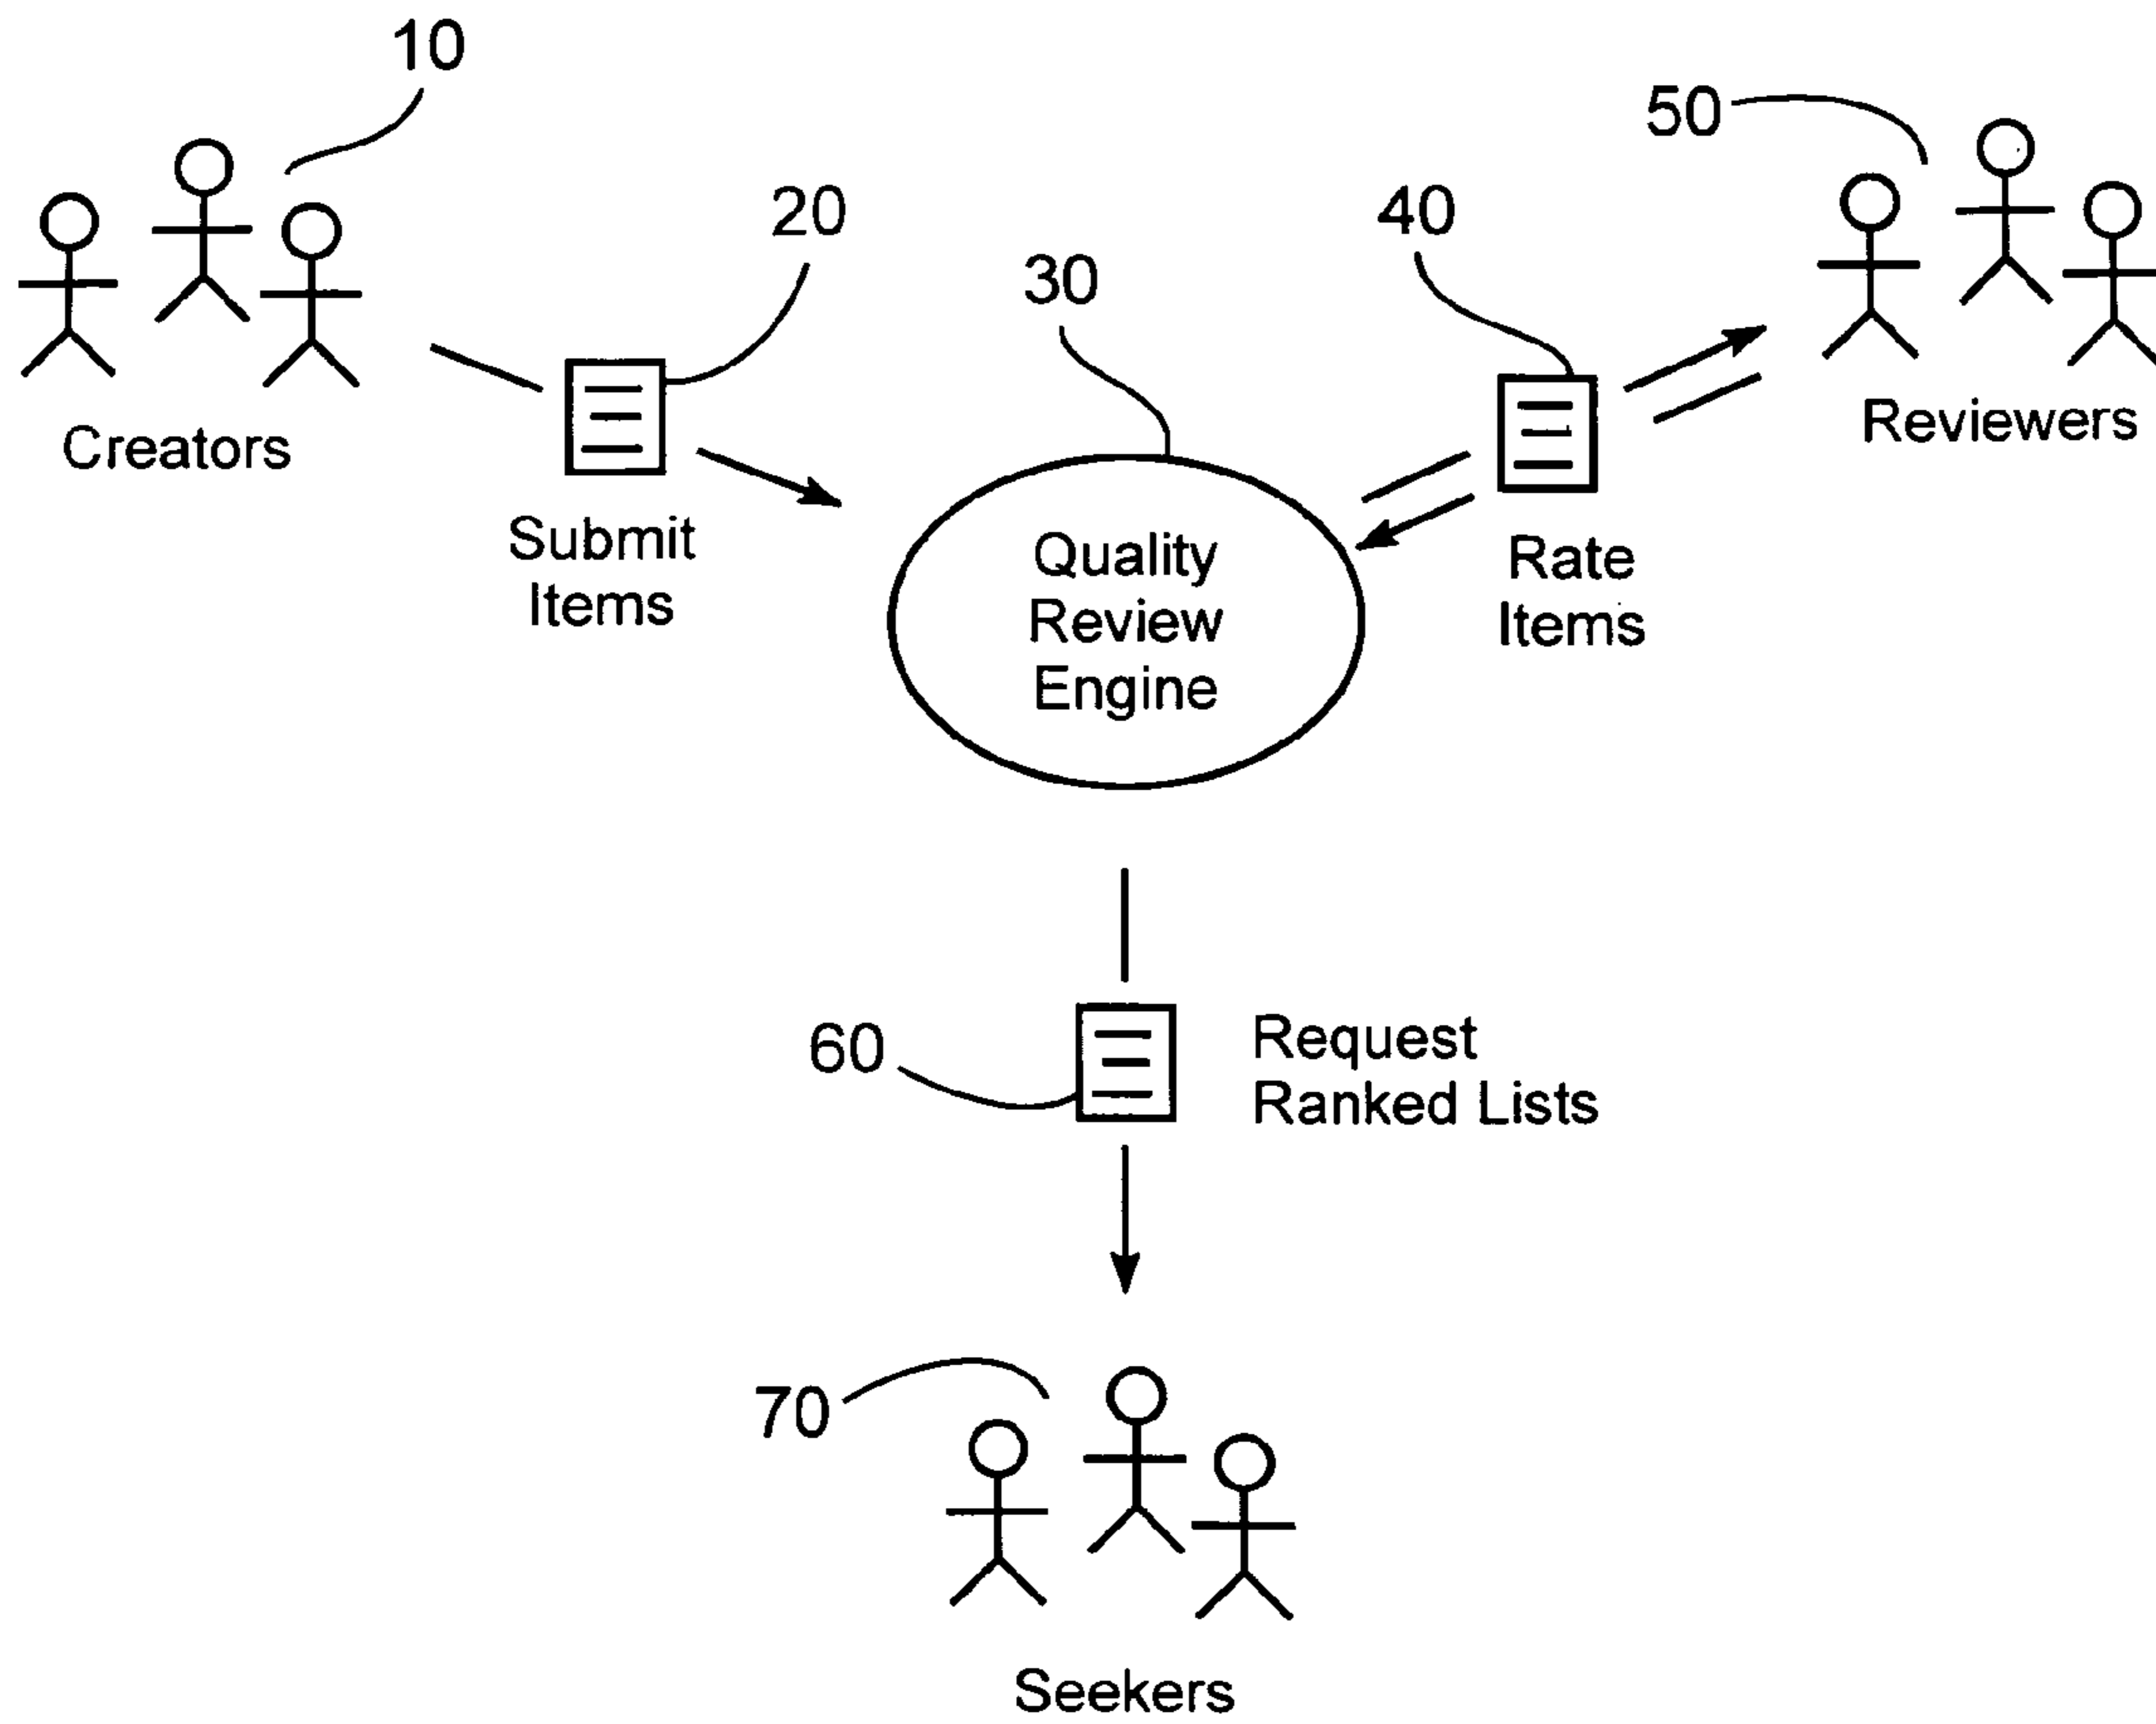 10
50
20
40
30
Creators
Reviewers
Submit
Items
Quality
Review
Engine
Rate
Items
60
Request
Ranked Lists
70
Seekers